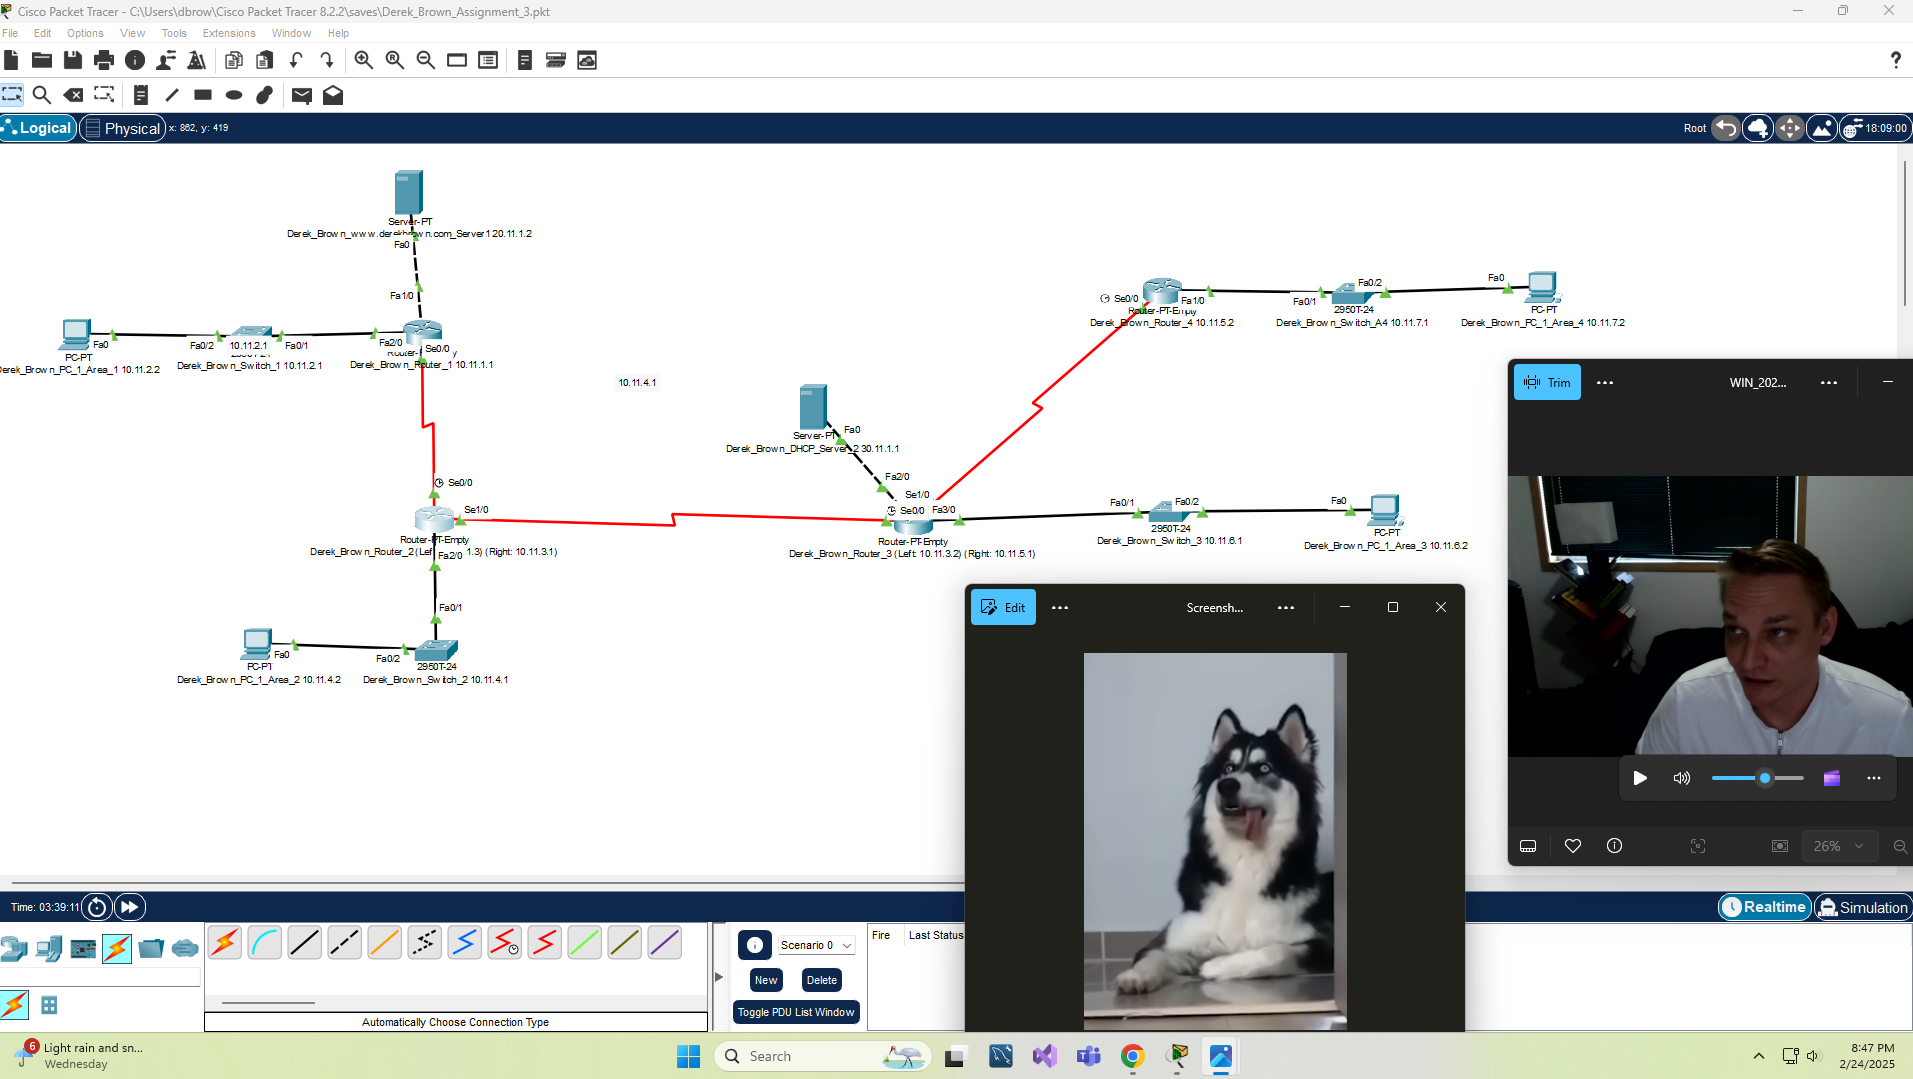 Cisco Packet Tracer - C:\Users\dbrow\Cisco Packet Tracer 8.2.2\saves\Derek_Brown_Assignment_3.pkt
File Edit Options View Tools Extensions Window Help
Logical Physical x: 862, y: 419 Root 18:09:00
Server-PT
Derek_Brown_www.derekbrown.com_Server1 20.11.1.2
Fa0
Fa1/0
PC-PT
Fa0
Derek_Brown_PC_1_Area_1 10.11.2.2
Fa0/2
10.11.2.1
Fa0/1
Derek_Brown_Switch_1 10.11.2.1
Fa2/0
Se0/0
Derek_Brown_Router_1 10.11.1.1
10.11.4.1
Se0/0
Se1/0
Router-PT-Empty
Fa2/0
Derek_Brown_Router_2 (Le 1.3) (Right: 10.11.3.1)
Fa0/1
Fa0
PC-PT
Fa0/2
2950T-24
Derek_Brown_PC_1_Area_2 10.11.4.2
Derek_Brown_Switch_2 10.11.4.1
Server-PT
Fa0
Derek_Brown_DHCP_Server_2 30.11.1.1
Fa2/0
Se1/0
Se0/0
Fa3/0
Router-PT-Empty
Derek_Brown_Router_3 (Left: 10.11.3.2) (Right: 10.11.5.1)
Fa0/1
Fa0/2
2950T-24
Derek_Brown_Switch_3 10.11.6.1
Fa0
PC-PT
Derek_Brown_PC_1_Area_3 10.11.6.2
Se0/0
Fa1/0
Router-PT-Empty
Derek_Brown_Router_4 10.11.5.2
Fa0/1
Fa0/2
2950T-24
Derek_Brown_Switch_A4 10.11.7.1
Fa0
PC-PT
Derek_Brown_PC_1_Area_4 10.11.7.2
Trim
WIN_202...
26%
Edit
Screensh...
Time: 03:39:11
Realtime Simulation
Scenario 0
New Delete
Toggle PDU List Window
Fire Last Status
Automatically Choose Connection Type
6
Light rain and sn...
Wednesday
Search
8:47 PM
2/24/2025